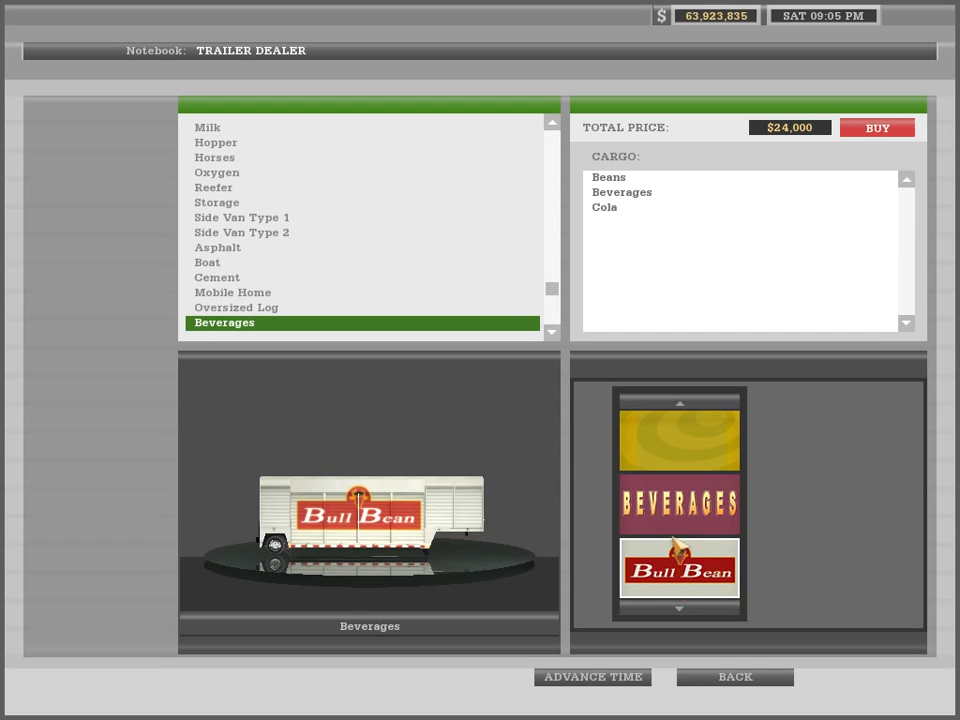 $ 63,923,835 SAT 09:05 PM
Notebook: TRAILER DEALER
Milk
Hopper
Horses
Oxygen
Reefer
Storage
Side Van Type 1
Side Van Type 2
Asphalt
Boat
Cement
Mobile Home
Oversized Log
Beverages
TOTAL PRICE: $24,000 BUY
CARGO:
Beans
Beverages
Cola
Bull Bean
Beverages
BEVERAGES
Bull Bean
ADVANCE TIME BACK